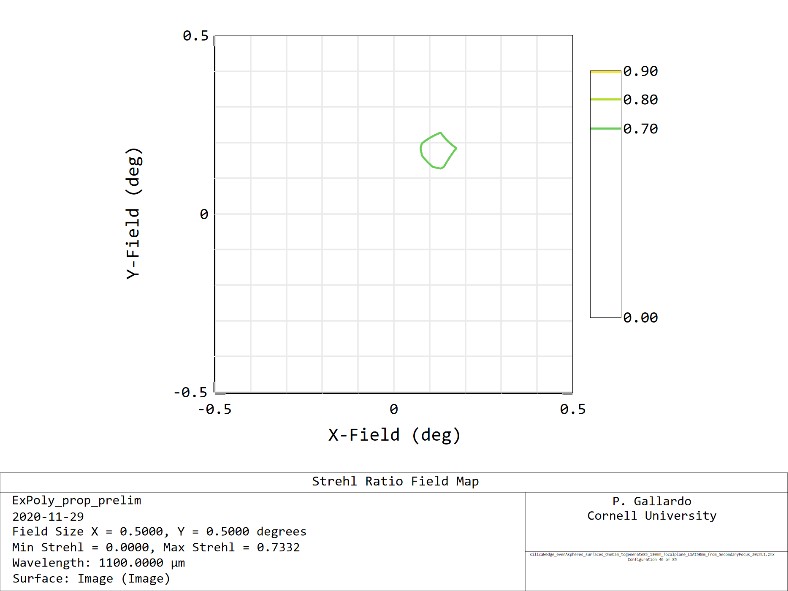 0.5
0.90
0.80
0.70
Y-Field (deg)
0
0.00
-0.5
-0.5
0
0.5
X-Field (deg)
Strehl Ratio Field Map
ExPoly_prop_prelim
2020-11-29
Field Size X = 0.5000, Y = 0.5000 degrees
Min Strehl = 0.0000, Max Strehl = 0.7332
Wavelength: 1100.0000 µm
Surface: Image (Image)
P. Gallardo
Cornell University
Configuration of